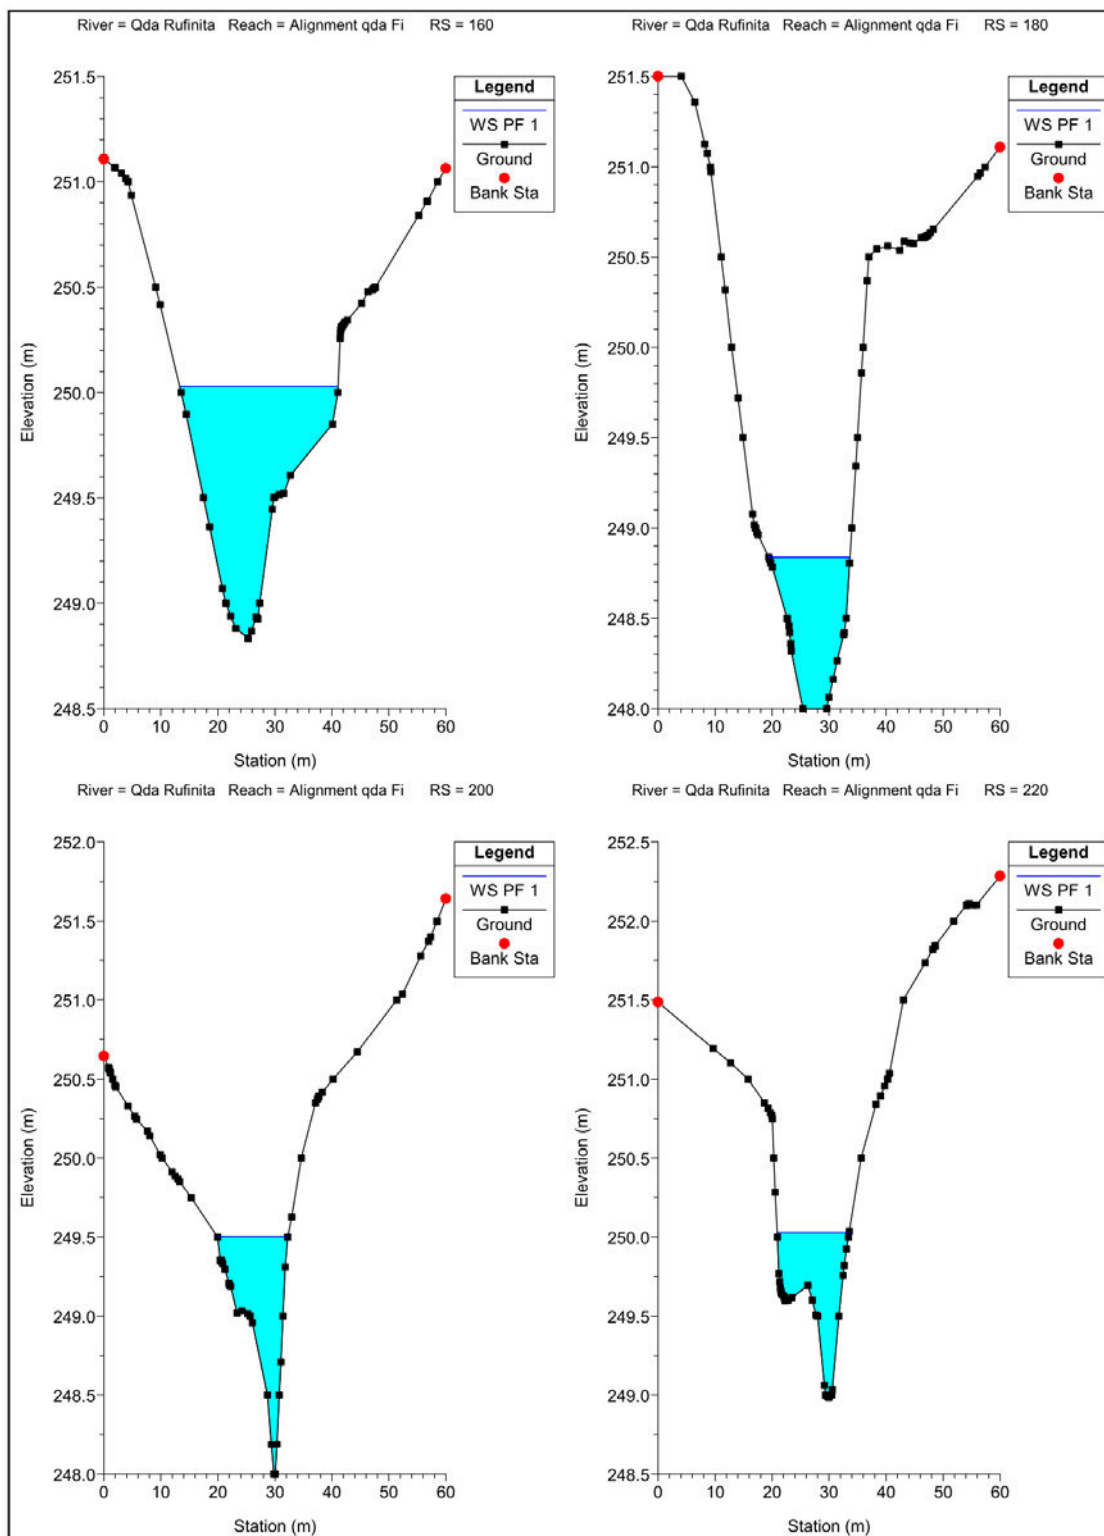 River = Qda Rufinita Reach = Alignment qda Fi RS = 160
251.5
251.0
250.5
250.0
249.5
249.0
248.5
Elevation (m)
0 10 20 30 40 50 60
Station (m)
Legend
WS PF 1
Ground
Bank Sta
River = Qda Rufinita Reach = Alignment qda Fi RS = 180
251.5
251.0
250.5
250.0
249.5
249.0
248.5
248.0
Elevation (m)
0 10 20 30 40 50 60
Station (m)
Legend
WS PF 1
Ground
Bank Sta
River = Qda Rufinita Reach = Alignment qda Fi RS = 200
252.0
251.5
251.0
250.5
250.0
249.5
249.0
248.5
248.0
Elevation (m)
0 10 20 30 40 50 60
Station (m)
Legend
WS PF 1
Ground
Bank Sta
River = Qda Rufinita Reach = Alignment qda Fi RS = 220
252.5
252.0
251.5
251.0
250.5
250.0
249.5
249.0
248.5
Elevation (m)
0 10 20 30 40 50 60
Station (m)
Legend
WS PF 1
Ground
Bank Sta